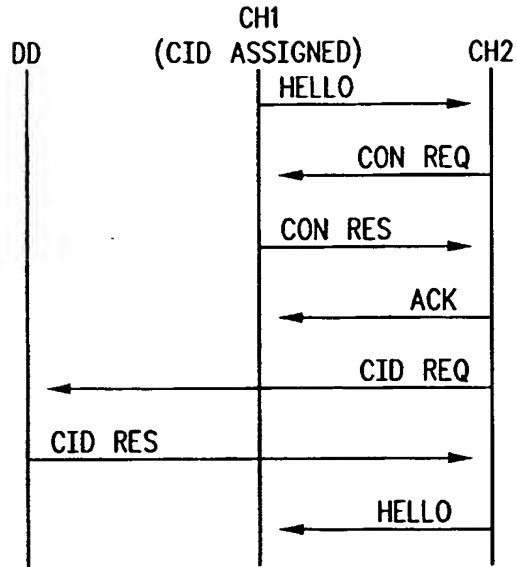 CH1
DD (CID ASSIGNED) CH2
HELLO
CON REQ
CON RES
ACK
CID REQ
CID RES
HELLO